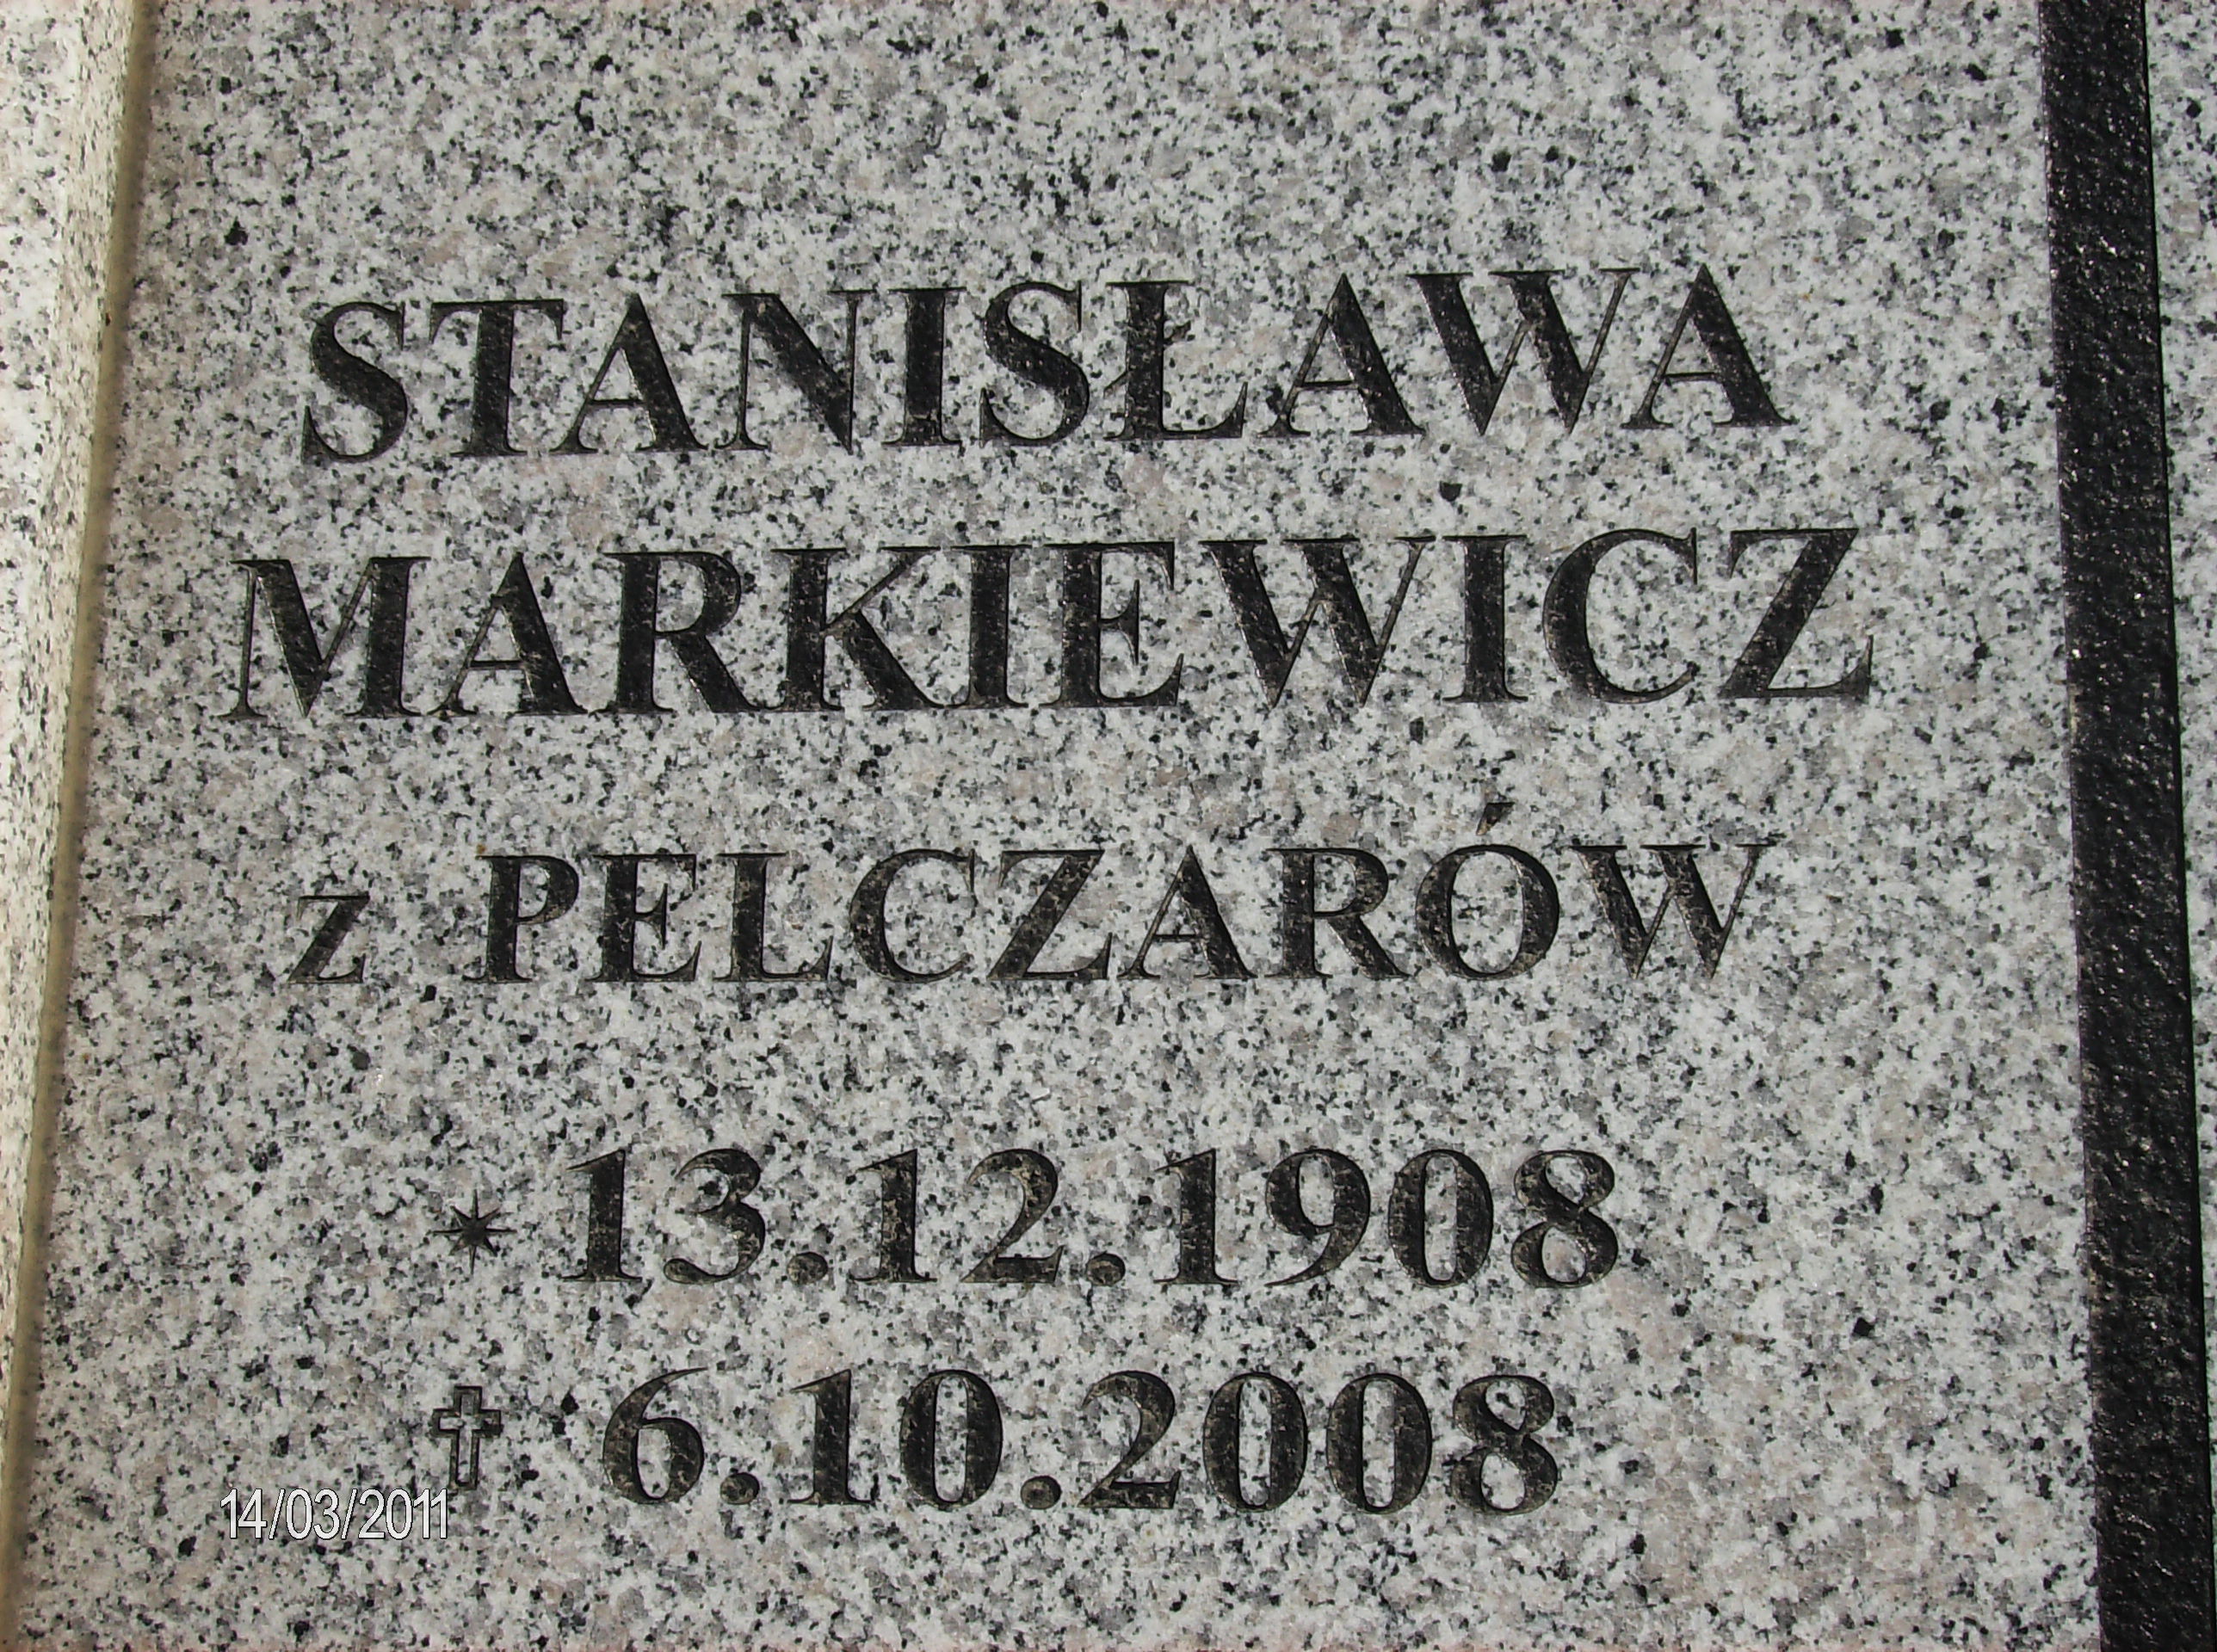 STANISŁAWA
MARKIEWICZ
z PELCZARÓW
* 13.12.1908
✝ 6.10.2008
14/03/2011